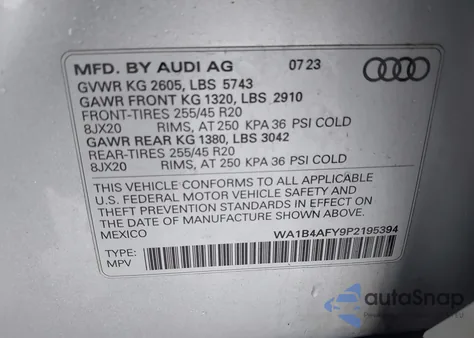 MFD. BY AUDI AG 07 23
GVWR KG 2605, LBS 5743
GAWR FRONT KG 1320, LBS 2910
FRONT-TIRES 255/45 R20
8JX20 RIMS, AT 250 KPA 36 PSI COLD
GAWR REAR KG 1380, LBS 3042
REAR-TIRES 255/45 R20
8JX20 RIMS, AT 250 KPA 36 PSI COLD
THIS VEHICLE CONFORMS TO ALL APPLICABLE
U.S. FEDERAL MOTOR VEHICLE SAFETY AND
THEFT PREVENTION STANDARDS IN EFFECT ON
THE DATE OF MANUFACTURE SHOWN ABOVE.
MEXICO WA1B4AFY9P2195394
TYPE:
MPV
autoSnap